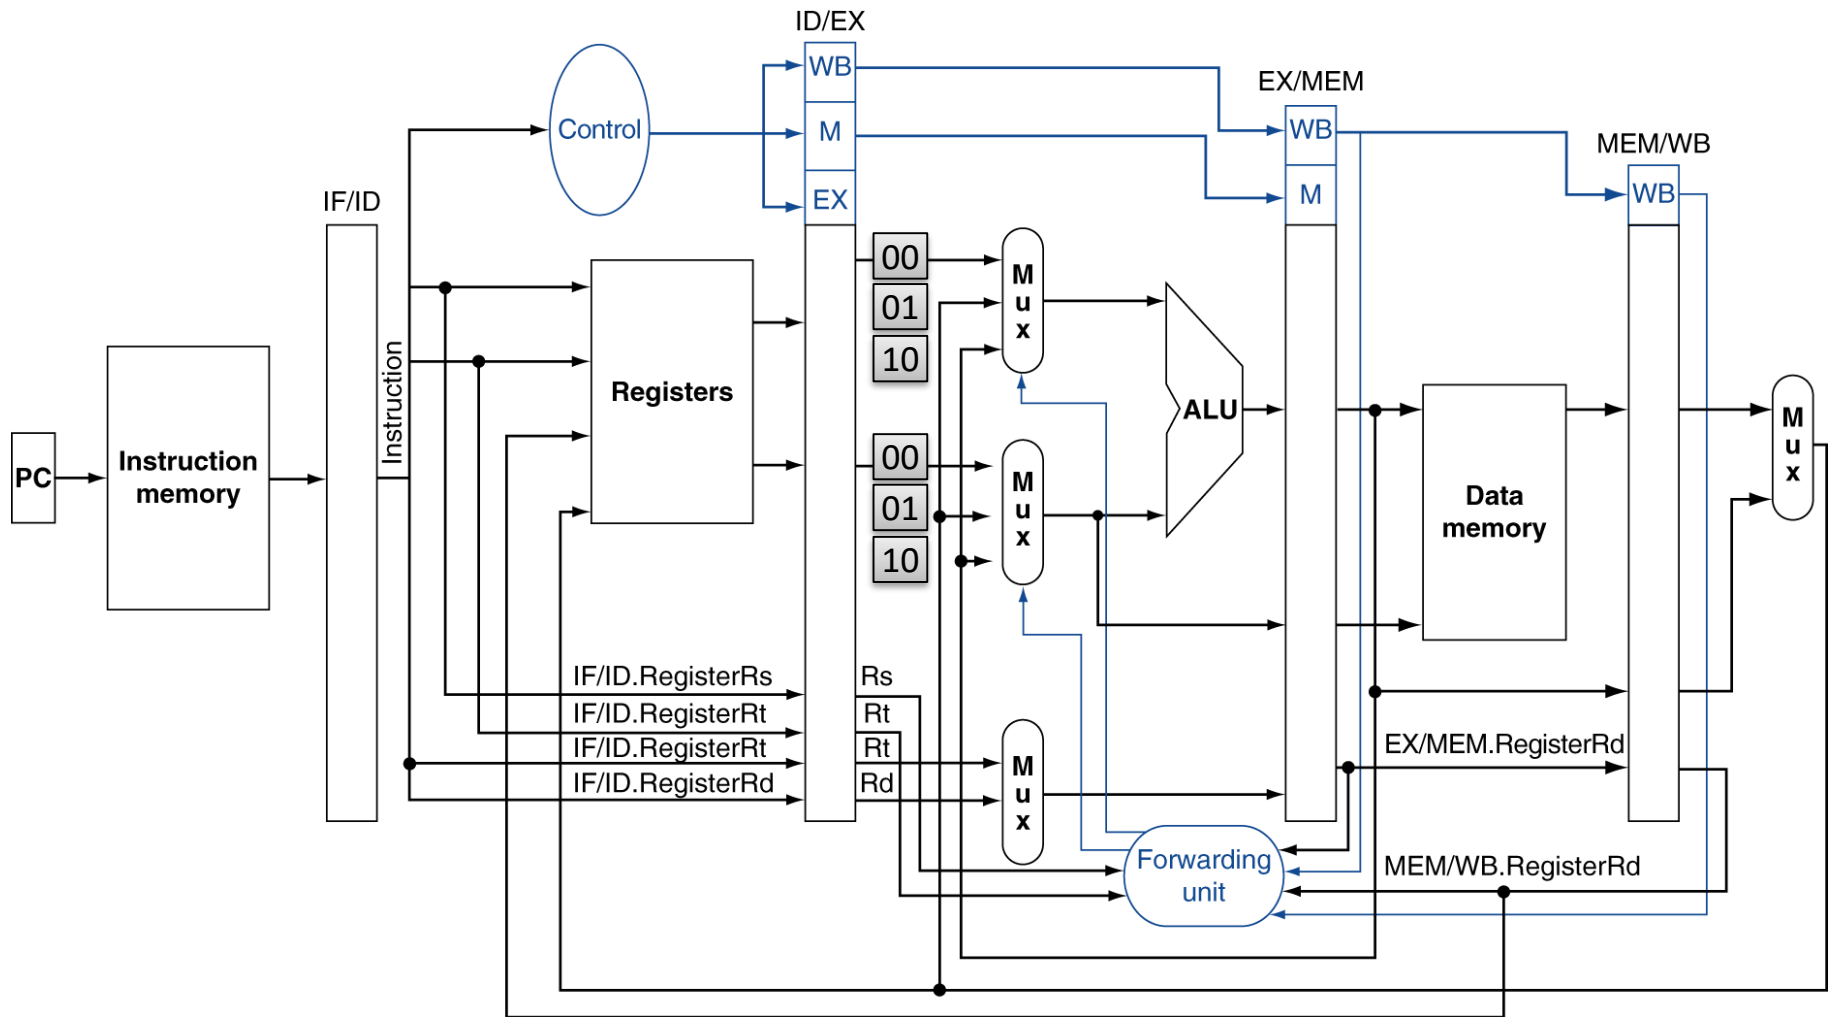 ID/EX
WB
EX/MEM
Control
M
WB
MEM/WB
IF/ID
EX
M
WB
00
01
10
M
u
x
Instruction
Registers
ALU
PC
Instruction
memory
00
01
10
M
u
x
Data
memory
M
u
x
IF/ID.RegisterRs
Rs
IF/ID.RegisterRt
Rt
IF/ID.RegisterRt
Rt
IF/ID.RegisterRd
Rd
M
u
x
EX/MEM.RegisterRd
Forwarding
unit
MEM/WB.RegisterRd